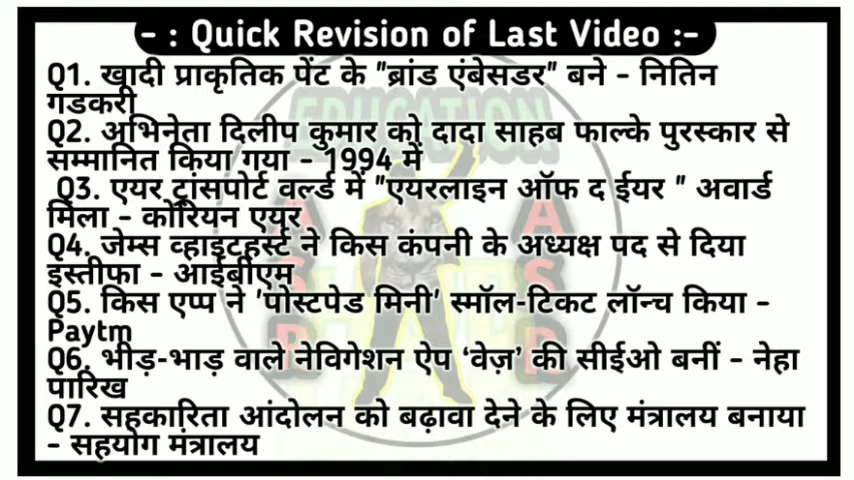 - : Quick Revision of Last Video :-
Q1. खादी प्राकृतिक पेंट के "ब्रांड एंबेसडर" बने - नितिन
गडकरी
Q2. अभिनेता दिलीप कुमार को दादा साहब फाल्के पुरस्कार से
सम्मानित किया गया - 1994 में
Q3. एयर ट्रांसपोर्ट वर्ल्ड में "एयरलाइन ऑफ द ईयर " अवार्ड
मिला - कोरियन एयर
Q4. जेम्स व्हाइटहर्स्ट ने किस कंपनी के अध्यक्ष पद से दिया
इस्तीफा - आईबीएम
Q5. किस एप्प ने 'पोस्टपेड मिनी' स्मॉल-टिकट लॉन्च किया -
Paytm
Q6. भीड़-भाड़ वाले नेविगेशन ऐप ‘वेज़’ की सीईओ बनीं - नेहा
पारिख
Q7. सहकारिता आंदोलन को बढ़ावा देने के लिए मंत्रालय बनाया
- सहयोग मंत्रालय
EDUCATION